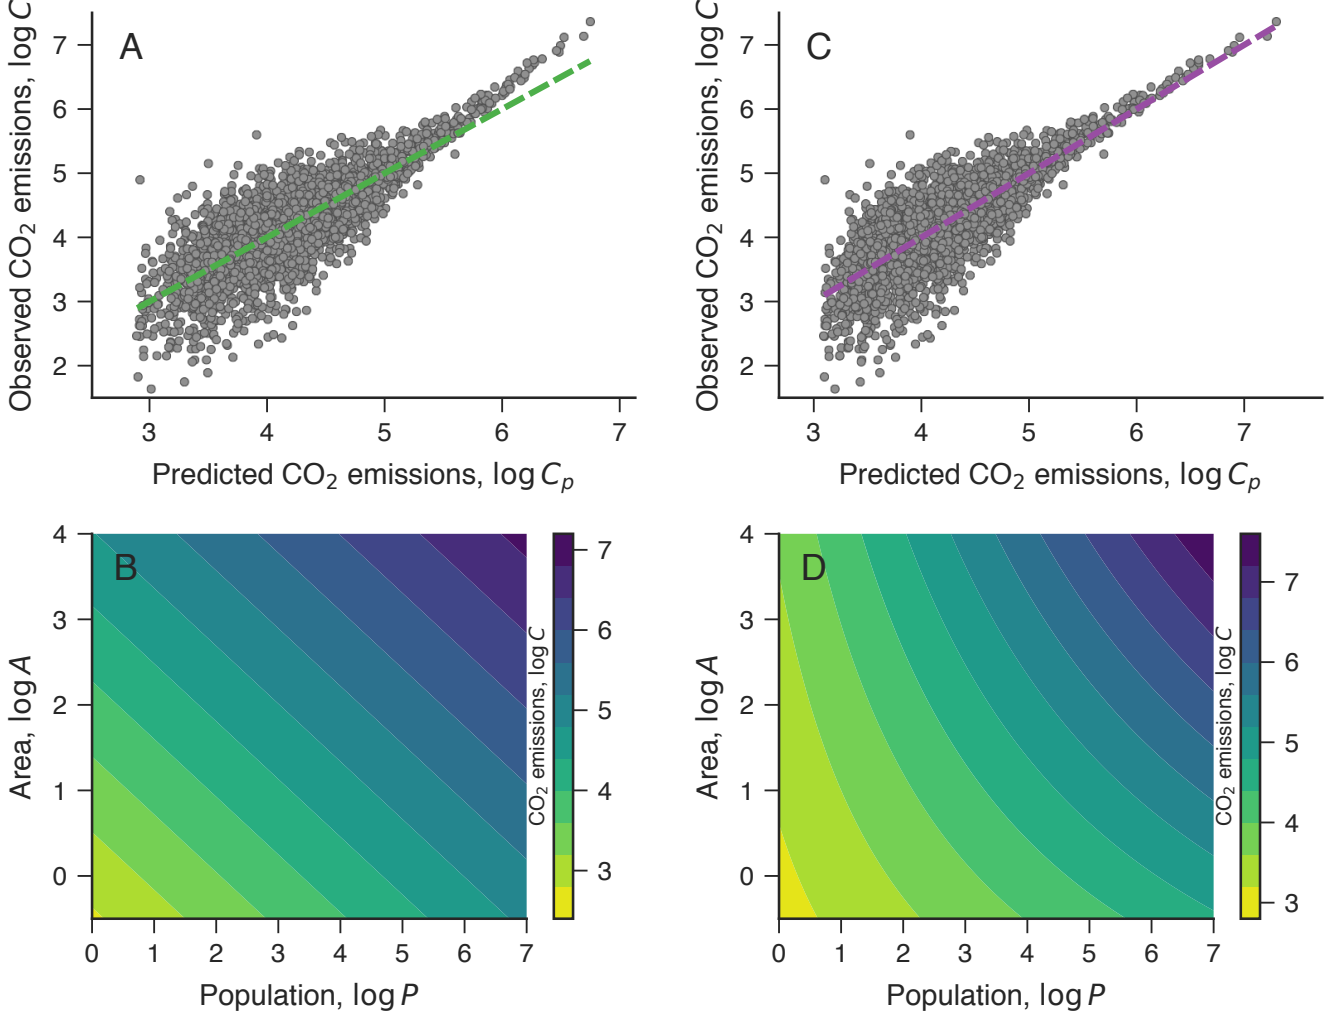 A
Observed CO₂ emissions, log C
7
6
5
4
3
2
3 4 5 6 7
Predicted CO₂ emissions, log Cₚ
C
Observed CO₂ emissions, log C
7
6
5
4
3
2
3 4 5 6 7
Predicted CO₂ emissions, log Cₚ
B
Area, log A
4
3
2
1
0
0 1 2 3 4 5 6 7
Population, log P
CO₂ emissions, log C
7
6
5
4
3
D
Area, log A
4
3
2
1
0
0 1 2 3 4 5 6 7
Population, log P
CO₂ emissions, log C
7
6
5
4
3